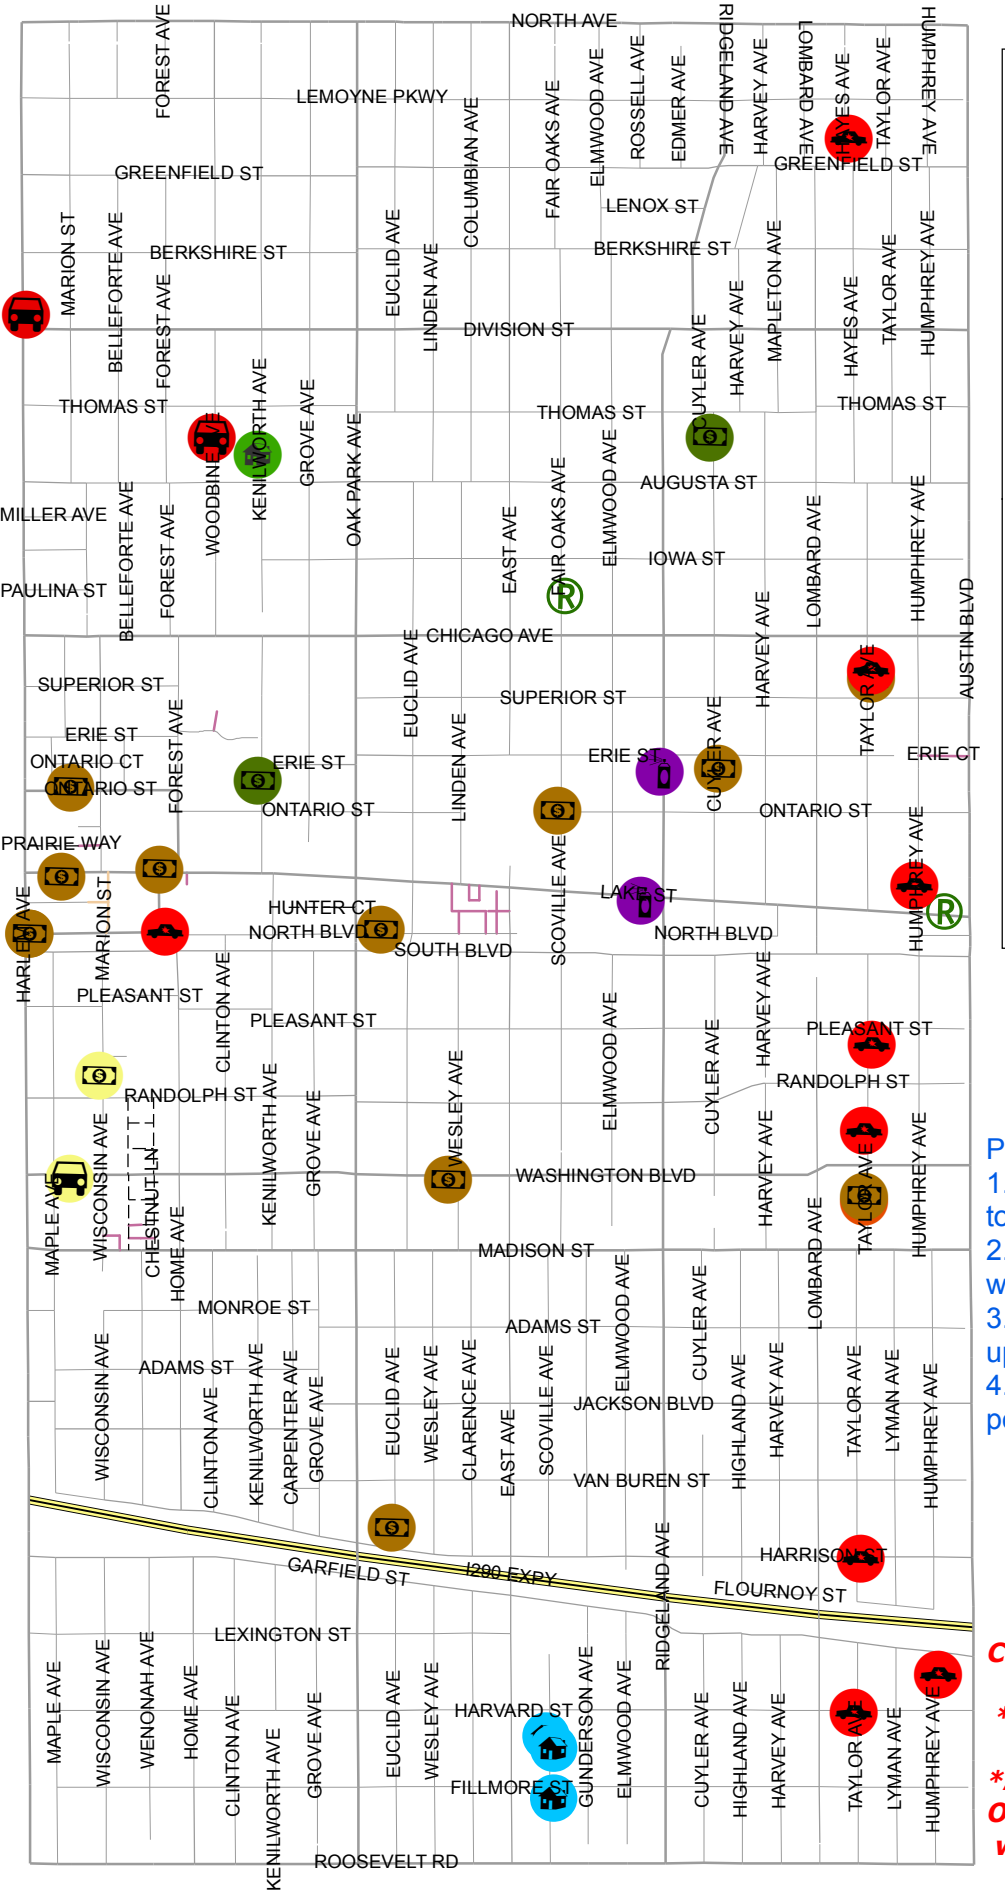 NORTH AVE
FOREST AVE
RIDGELAND AVE
LOMBARD AVE
HUMPHREY AVE
ROSSELL AVE
HARVEY AVE
TAYLOR AVE
ELMWOOD AVE
EDMER AVE
HAYES AVE
FAIR OAKS AVE
LEMOYNE PKWY
COLUMBIAN AVE
GREENFIELD ST
GREENFIELD ST
LENOX ST
MARION ST
BELLEFORTE AVE
EUCLID AVE
BERKSHIRE ST
BERKSHIRE ST
LINDEN AVE
MAPLETON AVE
TAYLOR AVE
HUMPHREY AVE
FOREST AVE
HARVEY AVE
HAYES AVE
DIVISION ST
CUYLER AVE
KENILWORTH AVE
GROVE AVE
THOMAS ST
THOMAS ST
THOMAS ST
WOODBINE AVE
OAK PARK AVE
ELMWOOD AVE
AUGUSTA ST
FAIR OAKS AVE
MILLER AVE
BELLEFORTE AVE
FOREST AVE
EAST AVE
LOMBARD AVE
HUMPHREY AVE
IOWA ST
PAULINA ST
®
HARVEY AVE
AUSTIN BLVD
CHICAGO AVE
EUCLID AVE
TAYLOR AVE
SUPERIOR ST
SUPERIOR ST
FOREST AVE
CUYLER AVE
LINDEN AVE
ERIE ST
ERIE ST
ERIE ST
ERIE CT
ONTARIO CT
ONTARIO ST
ONTARIO ST
ONTARIO ST
HUMPHREY AVE
PRAIRIE WAY
SCOVILLE AVE
MARION ST
HARLEM AVE
LAKE ST
®
HUNTER CT
NORTH BLVD
NORTH BLVD
SOUTH BLVD
CLINTON AVE
HARVEY AVE
PLEASANT ST
PLEASANT ST
PLEASANT ST
ELMWOOD AVE
CUYLER AVE
WESLEY AVE
RANDOLPH ST
RANDOLPH ST
KENILWORTH AVE
GROVE AVE
WISCONSIN AVE
HARVEY AVE
HUMPHREY AVE
TAYLOR AVE
WASHINGTON BLVD
MAPLE AVE
CHESTNUT LN
HOME AVE
LOMBARD AVE
MADISON ST
ELMWOOD AVE
CUYLER AVE
MONROE ST
ADAMS ST
ADAMS ST
WISCONSIN AVE
CLINTON AVE
KENILWORTH AVE
CARPENTER AVE
GROVE AVE
EUCLID AVE
WESLEY AVE
CLARENCE AVE
EAST AVE
SCOVILLE AVE
JACKSON BLVD
HIGHLAND AVE
HARVEY AVE
TAYLOR AVE
LYMAN AVE
HUMPHREY AVE
VAN BUREN ST
RIDGELAND AVE
HARRISON ST
GARFIELD ST
I290 EXPY
FLOURNOY ST
LEXINGTON ST
MAPLE AVE
WISCONSIN AVE
WENONAH AVE
HOME AVE
CLINTON AVE
KENILWORTH AVE
GROVE AVE
EUCLID AVE
WESLEY AVE
HARVARD ST
GUNDERSON AVE
ELMWOOD AVE
CUYLER AVE
HIGHLAND AVE
HARVEY AVE
TAYLOR AVE
LYMAN AVE
HUMPHREY AVE
FILLMORE ST
ROOSEVELT RD
1.
2.
3.
4.